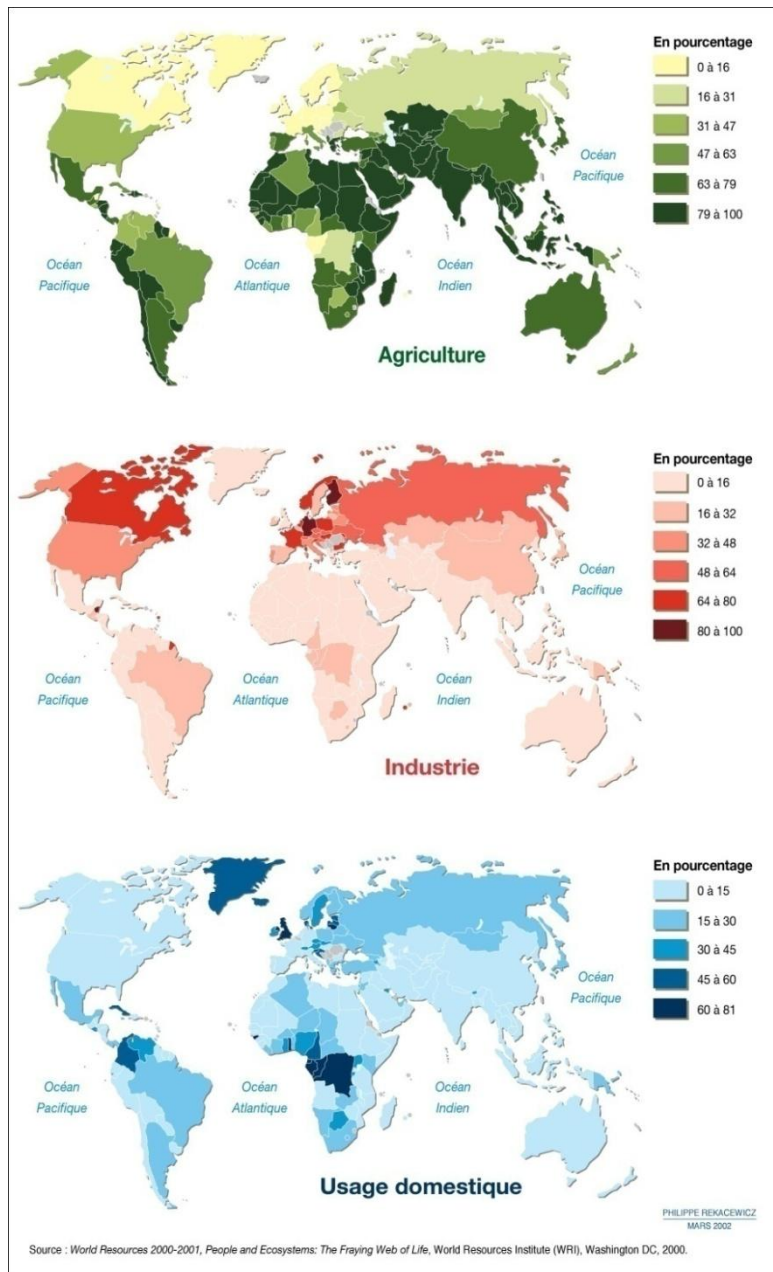 En pourcentage
0 à 16
16 à 31
31 à 47
47 à 63
63 à 79
79 à 100
Océan
Pacifique
Océan
Pacifique
Océan
Atlantique
Océan
Indien
Agriculture
En pourcentage
0 à 16
16 à 32
32 à 48
48 à 64
64 à 80
80 à 100
Océan
Pacifique
Océan
Pacifique
Océan
Atlantique
Océan
Indien
Industrie
En pourcentage
0 à 15
15 à 30
30 à 45
45 à 60
60 à 81
Océan
Pacifique
Océan
Pacifique
Océan
Atlantique
Océan
Indien
Usage domestique
PHILIPPE REKACEWICZ
MARS 2002
Source : World Resources 2000-2001, People and Ecosystems: The Fraying Web of Life, World Resources Institute (WRI), Washington DC, 2000.